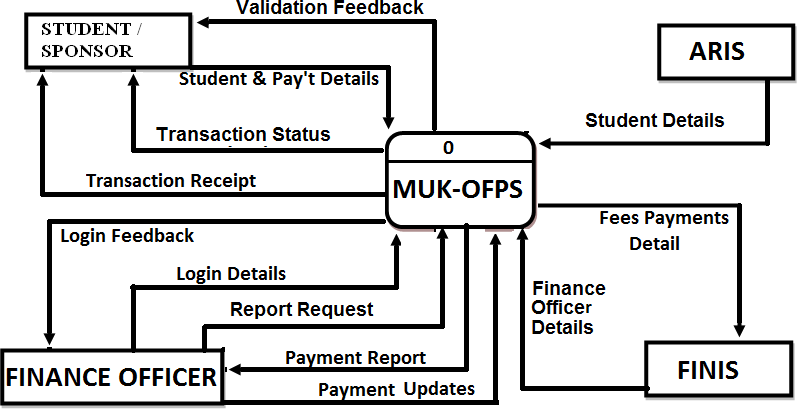 Validation Feedback
STUDENT /
SPONSOR
ARIS
Student & Pay't Details
Transaction Status
Student Details
0
MUK-OFPS
Transaction Receipt
Fees Payments
Detail
Login Feedback
Login Details
Finance
Officer
Details
Report Request
Payment Report
FINANCE OFFICER
FINIS
Payment Updates